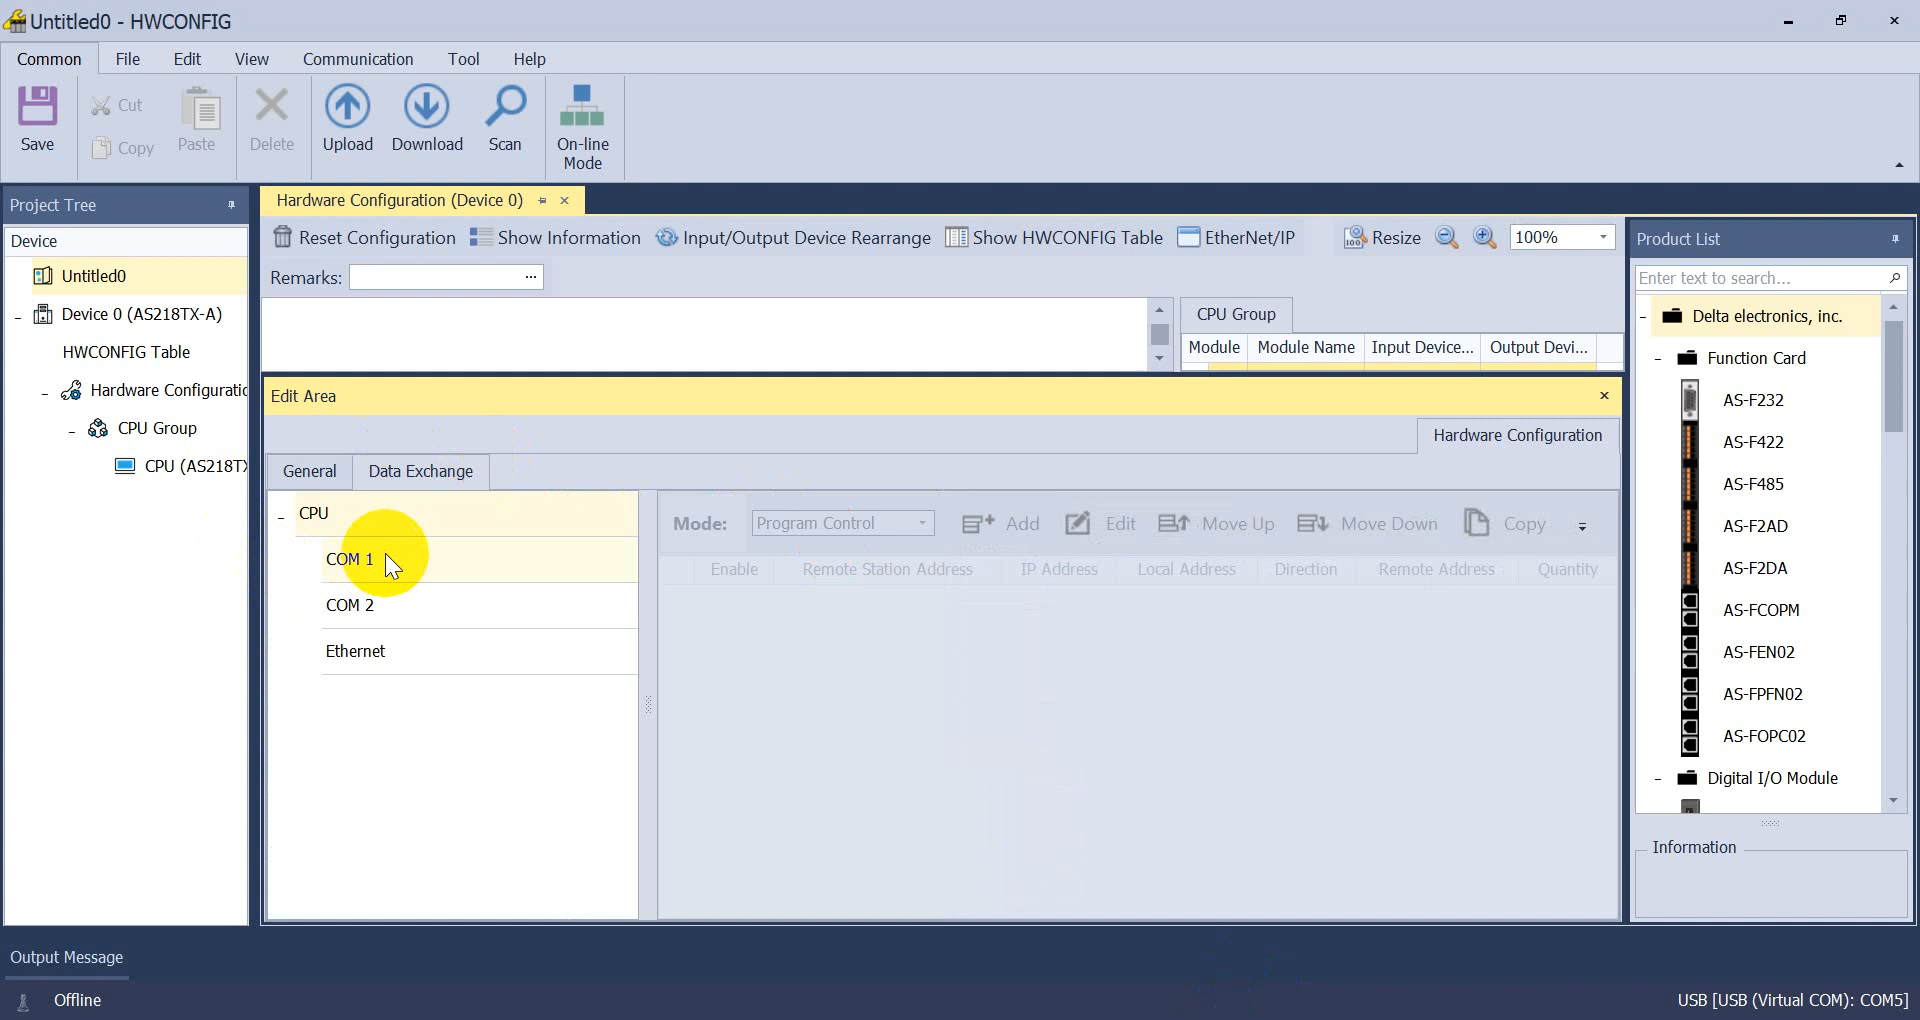 Untitled0 - HWCONFIG
Common File Edit View Communication Tool Help
Save
Cut
Copy
Paste
Delete
Upload
Download
Scan
On-line
Mode
Project Tree
Device
Untitled0
Device 0 (AS218TX-A)
HWCONFIG Table
Hardware Configuratio
CPU Group
CPU (AS218TX
Hardware Configuration (Device 0)
Reset Configuration Show Information Input/Output Device Rearrange Show HWCONFIG Table EtherNet/IP Resize 100%
Remarks: ...
CPU Group
Module Module Name Input Device... Output Devi...
Edit Area
Hardware Configuration
General Data Exchange
CPU
COM 1
COM 2
Ethernet
Mode: Program Control Add Edit Move Up Move Down Copy
Enable Remote Station Address IP Address Local Address Direction Remote Address Quantity
Product List
Enter text to search...
Delta electronics, inc.
Function Card
AS-F232
AS-F422
AS-F485
AS-F2AD
AS-F2DA
AS-FCOPM
AS-FEN02
AS-FPFN02
AS-FOPC02
Digital I/O Module
Information
Output Message
Offline
USB [USB (Virtual COM): COM5]